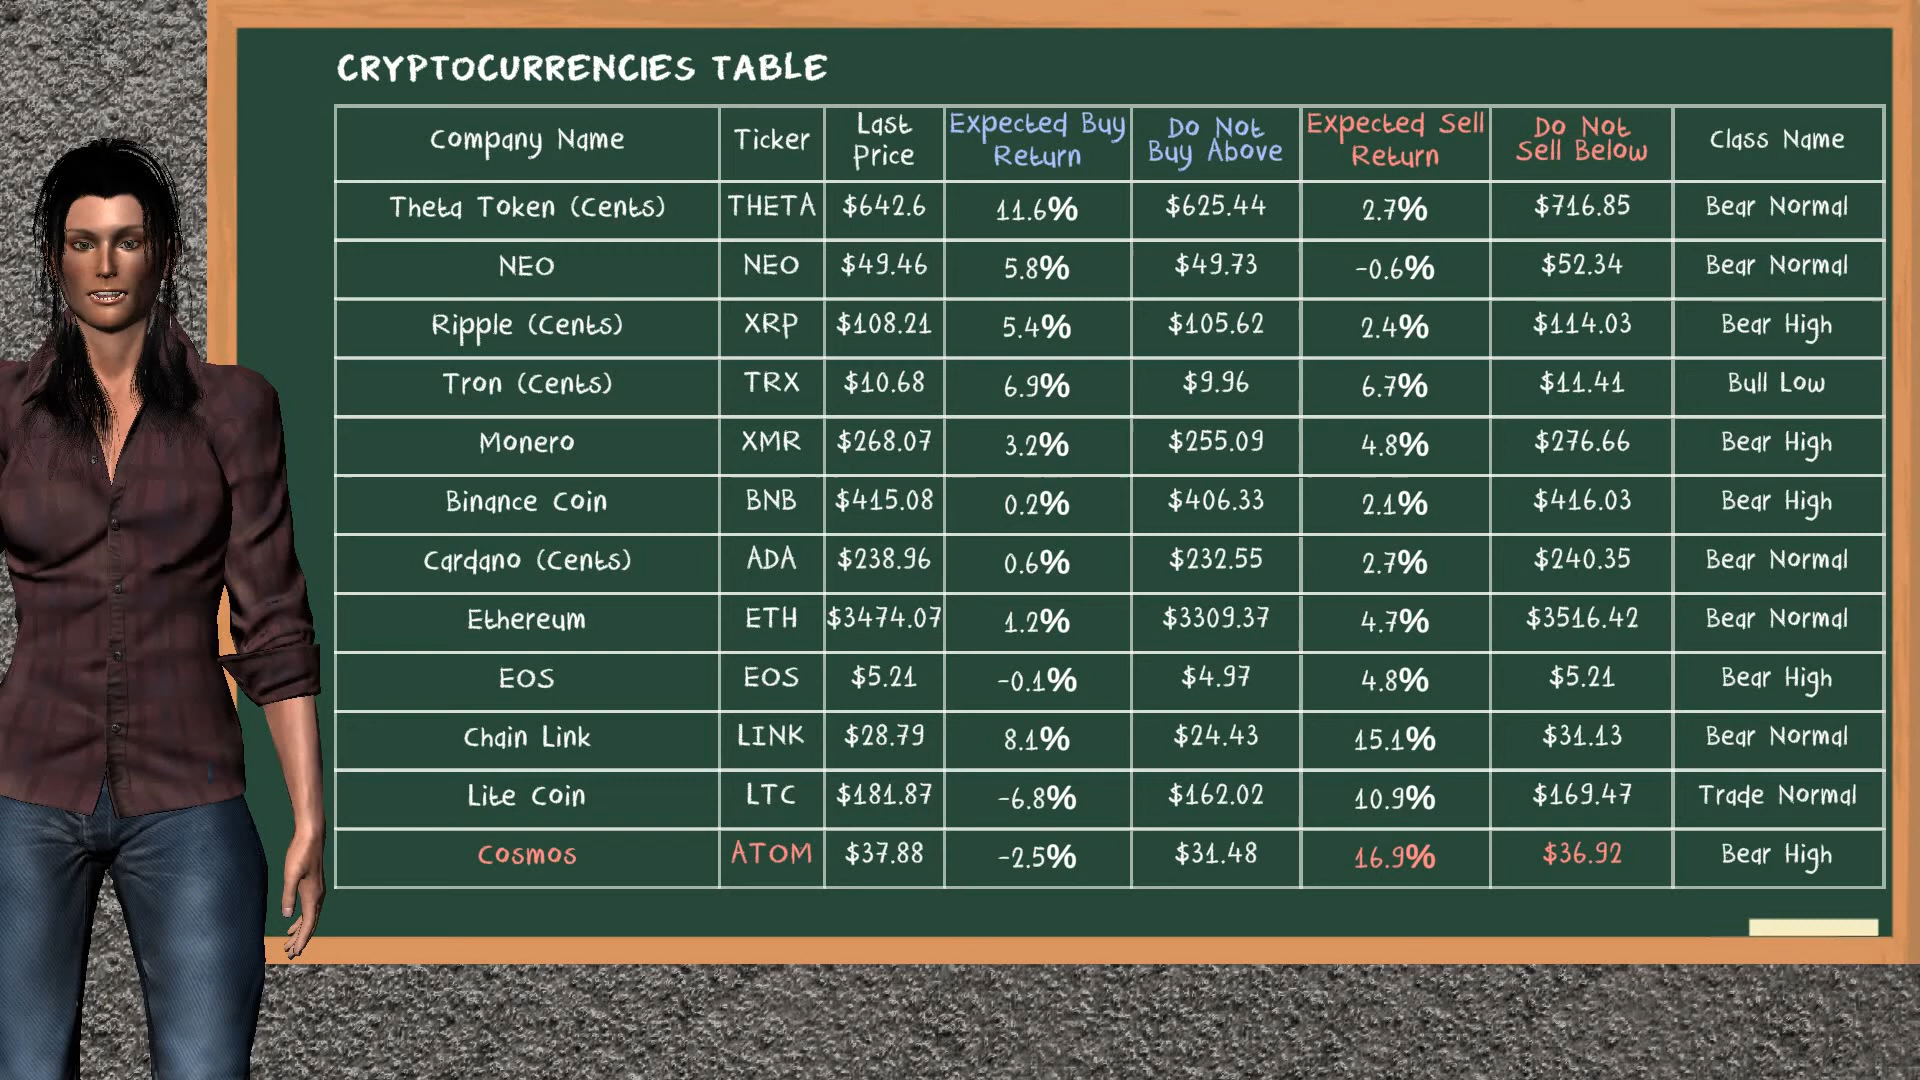 CRYPTOCURRENCIES TABLE
Company Name Ticker Last Price Expected Buy Return Do Not Buy Above Expected Sell Return Do Not Sell Below Class Name
Theta Token (Cents) THETA $642.6 11.6% $625.44 2.7% $716.85 Bear Normal
NEO NEO $49.46 5.8% $49.73 -0.6% $52.34 Bear Normal
Ripple (Cents) XRP $108.21 5.4% $105.62 2.4% $114.03 Bear High
Tron (Cents) TRX $10.68 6.9% $9.96 6.7% $11.41 Bull Low
Monero XMR $268.07 3.2% $255.09 4.8% $276.66 Bear High
Binance Coin BNB $415.08 0.2% $406.33 2.1% $416.03 Bear High
Cardano (Cents) ADA $238.96 0.6% $232.55 2.7% $240.35 Bear Normal
Ethereum ETH $3474.07 1.2% $3309.37 4.7% $3516.42 Bear Normal
EOS EOS $5.21 -0.1% $4.97 4.8% $5.21 Bear High
Chain Link LINK $28.79 8.1% $24.43 15.1% $31.13 Bear Normal
Lite Coin LTC $181.87 -6.8% $162.02 10.9% $169.47 Trade Normal
Cosmos ATOM $37.88 -2.5% $31.48 16.9% $36.92 Bear High